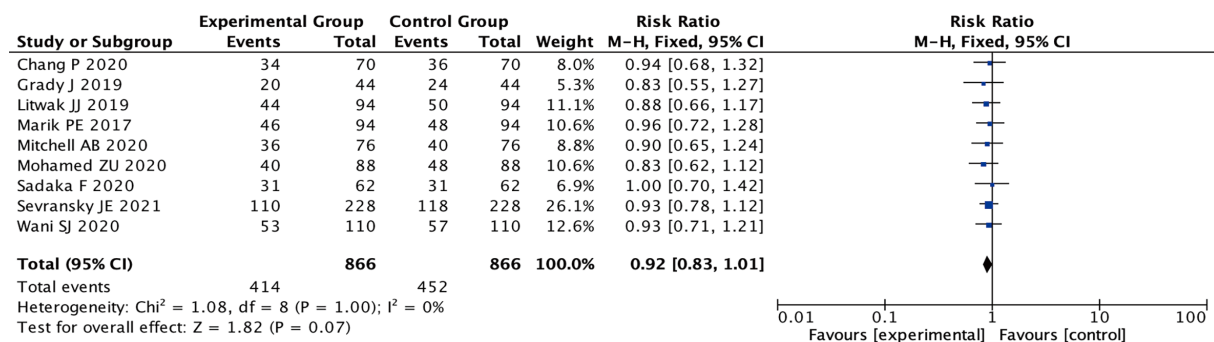 Experimental Group Control Group Risk Ratio Risk Ratio
Study or Subgroup Events Total Events Total Weight M-H, Fixed, 95% CI M-H, Fixed, 95% CI
Chang P 2020 34 70 36 70 8.0% 0.94 [0.68, 1.32]
Grady J 2019 20 44 24 44 5.3% 0.83 [0.55, 1.27]
Litwak JJ 2019 44 94 50 94 11.1% 0.88 [0.66, 1.17]
Marik PE 2017 46 94 48 94 10.6% 0.96 [0.72, 1.28]
Mitchell AB 2020 36 76 40 76 8.8% 0.90 [0.65, 1.24]
Mohamed ZU 2020 40 88 48 88 10.6% 0.83 [0.62, 1.12]
Sadaka F 2020 31 62 31 62 6.9% 1.00 [0.70, 1.42]
Sevransky JE 2021 110 228 118 228 26.1% 0.93 [0.78, 1.12]
Wani SJ 2020 53 110 57 110 12.6% 0.93 [0.71, 1.21]
Total (95% CI) 866 866 100.0% 0.92 [0.83, 1.01]
Total events 414 452
Heterogeneity: Chi² = 1.08, df = 8 (P = 1.00); I² = 0%
Test for overall effect: Z = 1.82 (P = 0.07)
0.01 0.1 1 10 100
Favours [experimental] Favours [control]